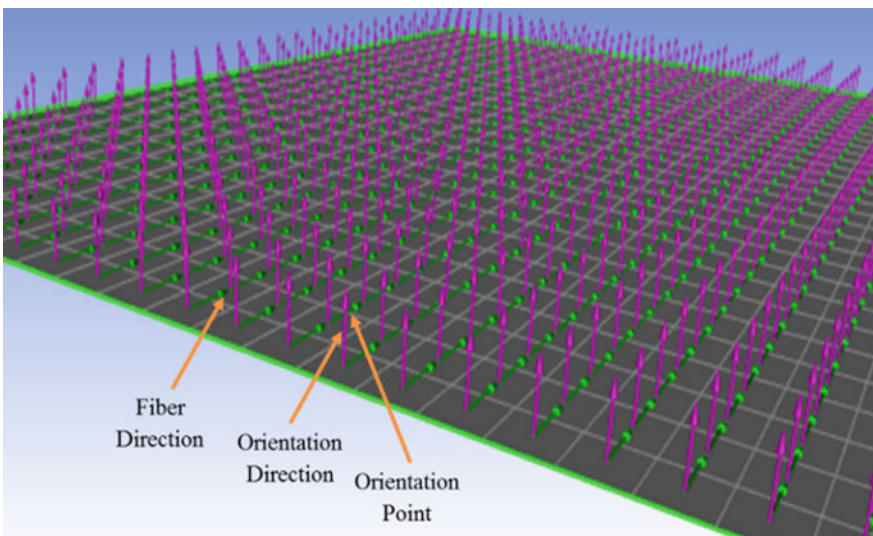 Fiber
Direction
Orientation
Direction
Orientation
Point